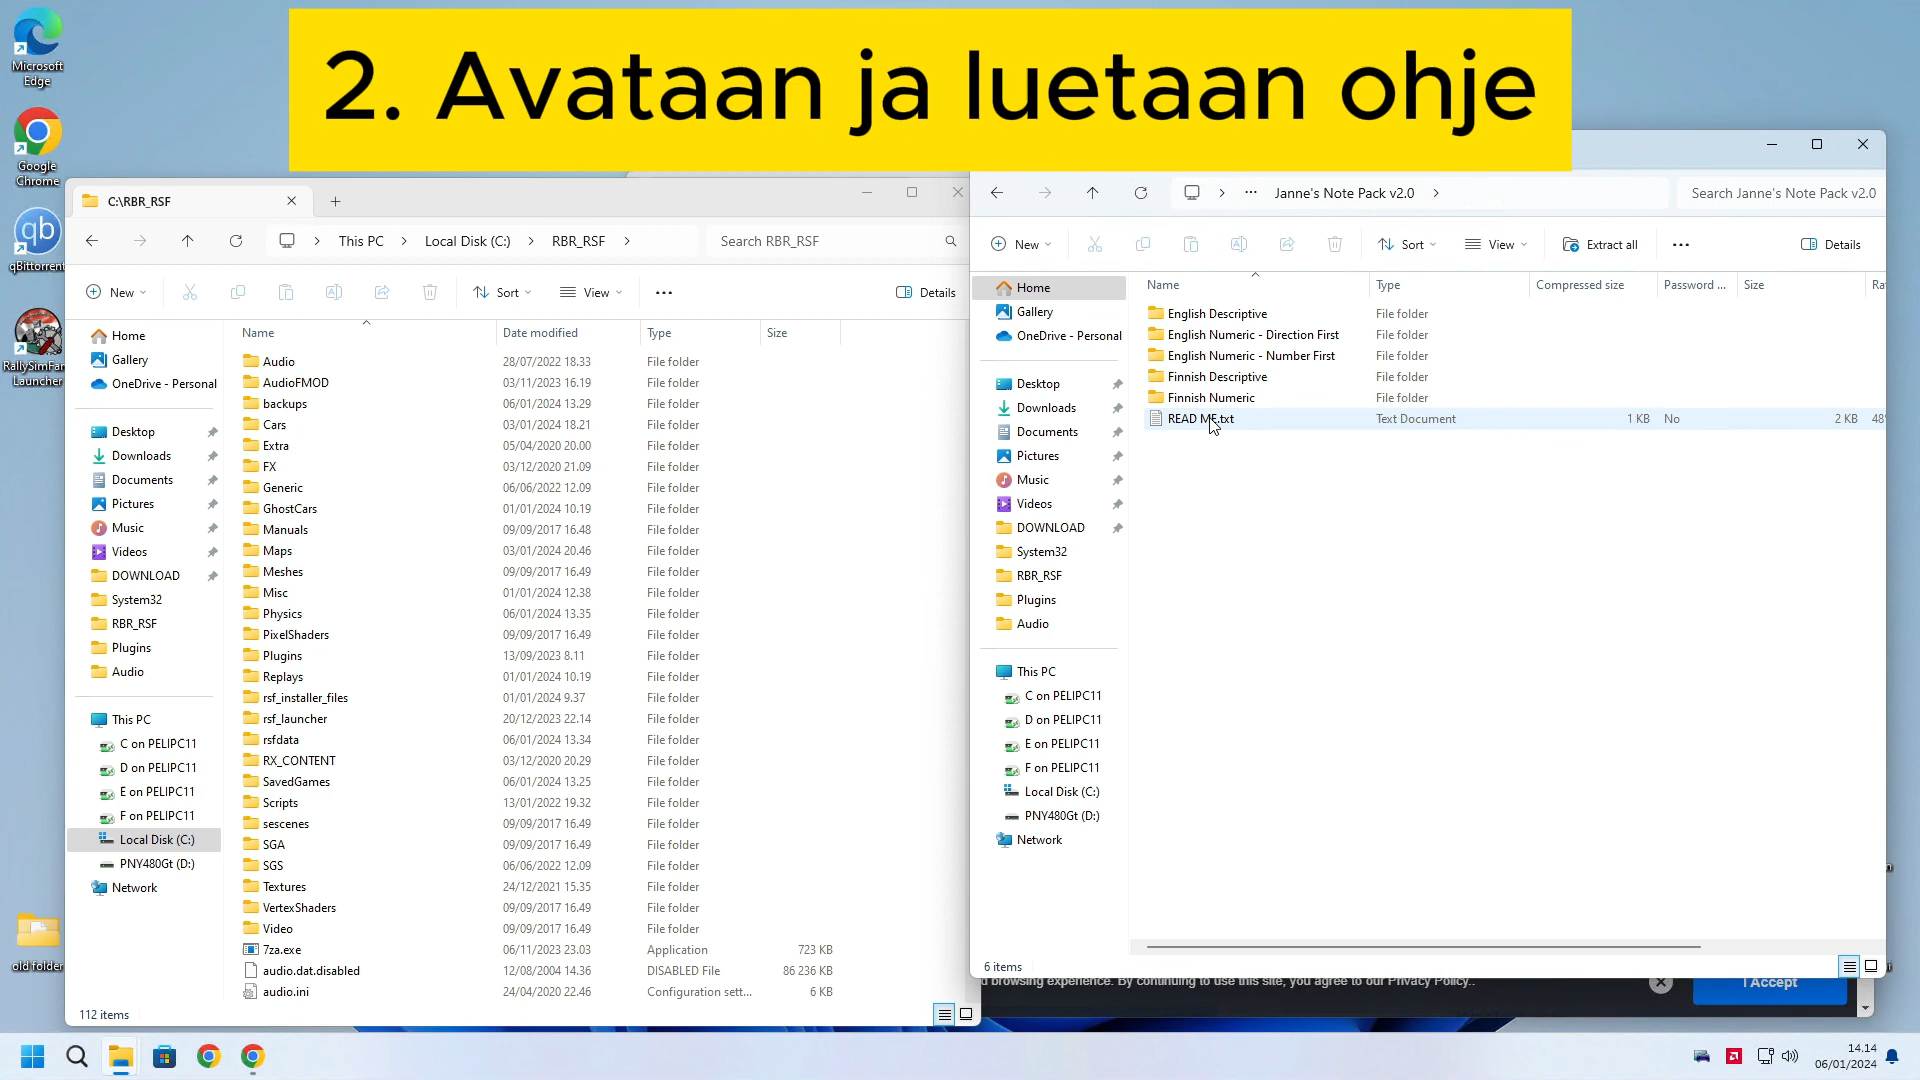 2. Avataan ja luetaan ohje
Microsoft
Edge
Google
Chrome
qBittorrent
RallySimFan
Launcher
old folder
C:\RBR_RSF
This PC
Local Disk (C:)
RBR_RSF
Search RBR_RSF
New
Sort
View
Details
Home
Gallery
OneDrive - Personal
Desktop
Downloads
Documents
Pictures
Music
Videos
DOWNLOAD
System32
RBR_RSF
Plugins
Audio
This PC
C on PELIPC11
D on PELIPC11
E on PELIPC11
F on PELIPC11
Local Disk (C:)
PNY480Gt (D:)
Network
Name Date modified Type Size
Audio 28/07/2022 18.33 File folder
AudioFMOD 03/11/2023 16.19 File folder
backups 06/01/2024 13.29 File folder
Cars 03/01/2024 18.21 File folder
Extra 05/04/2020 20.00 File folder
FX 03/12/2020 21.09 File folder
Generic 06/06/2022 12.09 File folder
GhostCars 01/01/2024 10.19 File folder
Manuals 09/09/2017 16.48 File folder
Maps 03/01/2024 20.46 File folder
Meshes 09/09/2017 16.49 File folder
Misc 01/01/2024 12.38 File folder
Physics 06/01/2024 13.35 File folder
PixelShaders 09/09/2017 16.49 File folder
Plugins 13/09/2023 8.11 File folder
Replays 01/01/2024 10.19 File folder
rsf_installer_files 01/01/2024 9.37 File folder
rsf_launcher 20/12/2023 22.14 File folder
rsfdata 06/01/2024 13.34 File folder
RX_CONTENT 03/12/2020 20.29 File folder
SavedGames 06/01/2024 13.25 File folder
Scripts 13/01/2022 19.32 File folder
sescenes 09/09/2017 16.49 File folder
SGA 09/09/2017 16.49 File folder
SGS 06/06/2022 12.09 File folder
Textures 24/12/2021 15.35 File folder
VertexShaders 09/09/2017 16.49 File folder
Video 09/09/2017 16.49 File folder
7za.exe 06/11/2023 23.03 Application 723 KB
audio.dat.disabled 12/08/2004 14.36 DISABLED File 86 236 KB
audio.ini 24/04/2020 22.46 Configuration sett... 6 KB
112 items
Janne's Note Pack v2.0
Search Janne's Note Pack v2.0
New
Sort
View
Extract all
Details
Home
Gallery
OneDrive - Personal
Desktop
Downloads
Documents
Pictures
Music
Videos
DOWNLOAD
System32
RBR_RSF
Plugins
Audio
This PC
C on PELIPC11
D on PELIPC11
E on PELIPC11
F on PELIPC11
Local Disk (C:)
PNY480Gt (D:)
Network
Name Type Compressed size Password ... Size Ra
English Descriptive File folder
English Numeric - Direction First File folder
English Numeric - Number First File folder
Finnish Descriptive File folder
Finnish Numeric File folder
READ ME.txt Text Document 1 KB No 2 KB 48
6 items
d browsing experience. By continuing to use this site, you agree to our Privacy Policy..
I Accept
14.14
06/01/2024